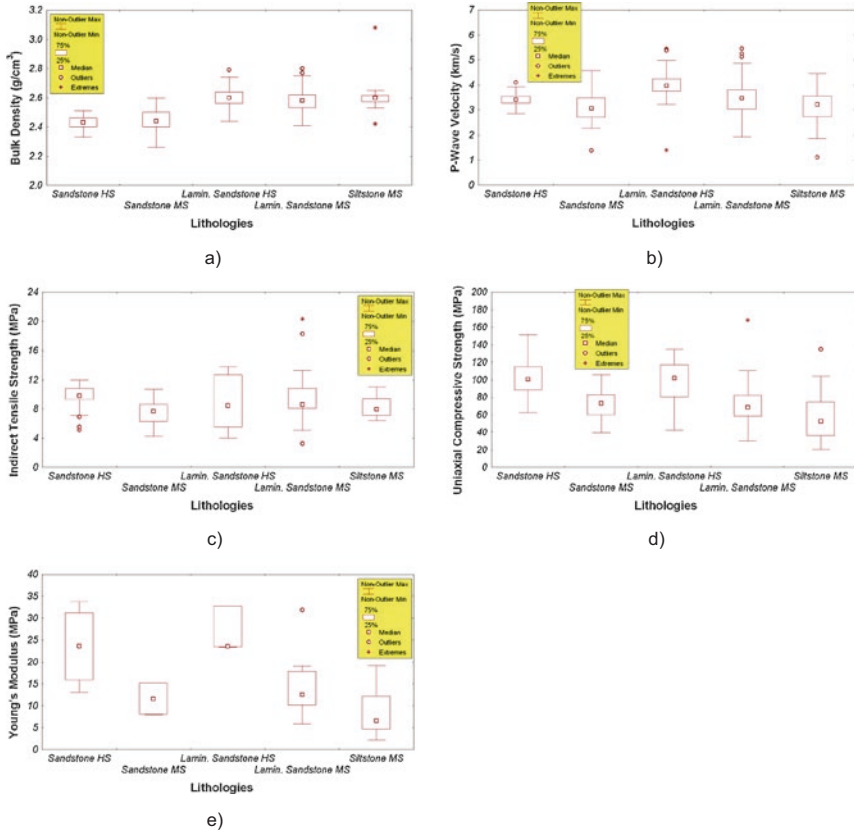 Non-Outlier Max
Non-Outlier Min
75%
25%
Median
Outliers
Extremes
Bulk Density (g/cm³)
3.2
3.0
2.8
2.6
2.4
2.2
2.0
Sandstone HS
Sandstone MS
Lamin. Sandstone HS
Lamin. Sandstone MS
Siltstone MS
Lithologies
a)
Non-Outlier Max
Non-Outlier Min
75%
25%
Median
Outliers
Extremes
P-Wave Velocity (km/s)
7
6
5
4
3
2
1
0
Sandstone HS
Sandstone MS
Lamin. Sandstone HS
Lamin. Sandstone MS
Siltstone MS
Lithologies
b)
Non-Outlier Max
Non-Outlier Min
75%
25%
Median
Outliers
Extremes
Indirect Tensile Strength (MPa)
24
20
16
12
8
4
0
Sandstone HS
Sandstone MS
Lamin. Sandstone HS
Lamin. Sandstone MS
Siltstone MS
Lithologies
c)
Non-Outlier Max
Non-Outlier Min
75%
25%
Median
Outliers
Extremes
Uniaxial Compressive Strength (MPa)
200
180
160
140
120
100
80
60
40
20
0
Sandstone HS
Sandstone MS
Lamin. Sandstone HS
Lamin. Sandstone MS
Siltstone MS
Lithologies
d)
Non-Outlier Max
Non-Outlier Min
75%
25%
Median
Outliers
Extremes
Young's Modulus (MPa)
40
35
30
25
20
15
10
5
0
Sandstone HS
Sandstone MS
Lamin. Sandstone HS
Lamin. Sandstone MS
Siltstone MS
Lithologies
e)